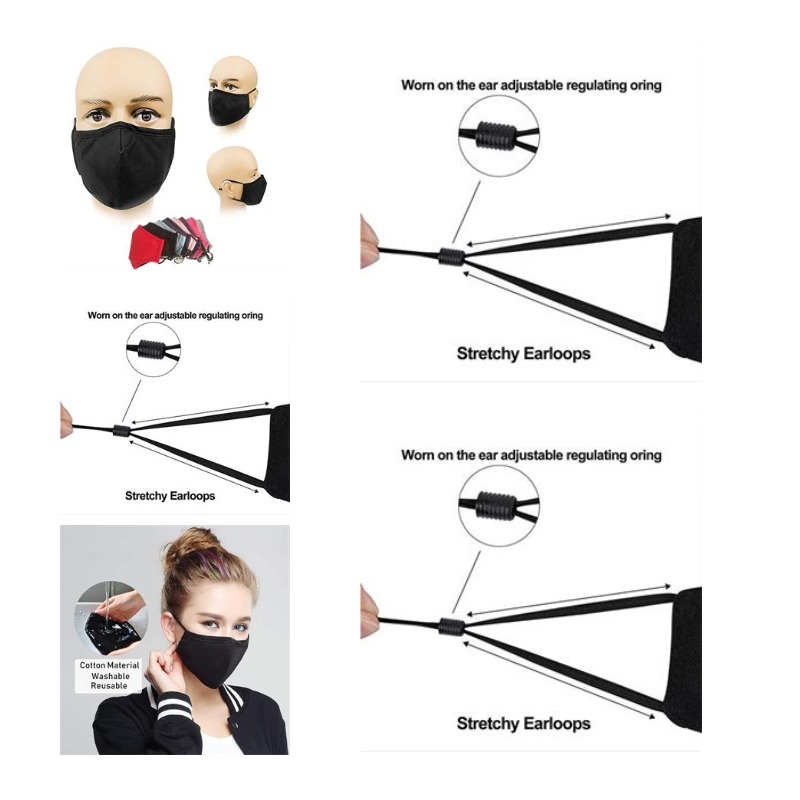 Worn on the ear adjustable regulating oring
Stretchy Earloops
Worn on the ear adjustable regulating oring
Stretchy Earloops
Cotton Material
Washable
Reusable
Worn on the ear adjustable regulating oring
Stretchy Earloops